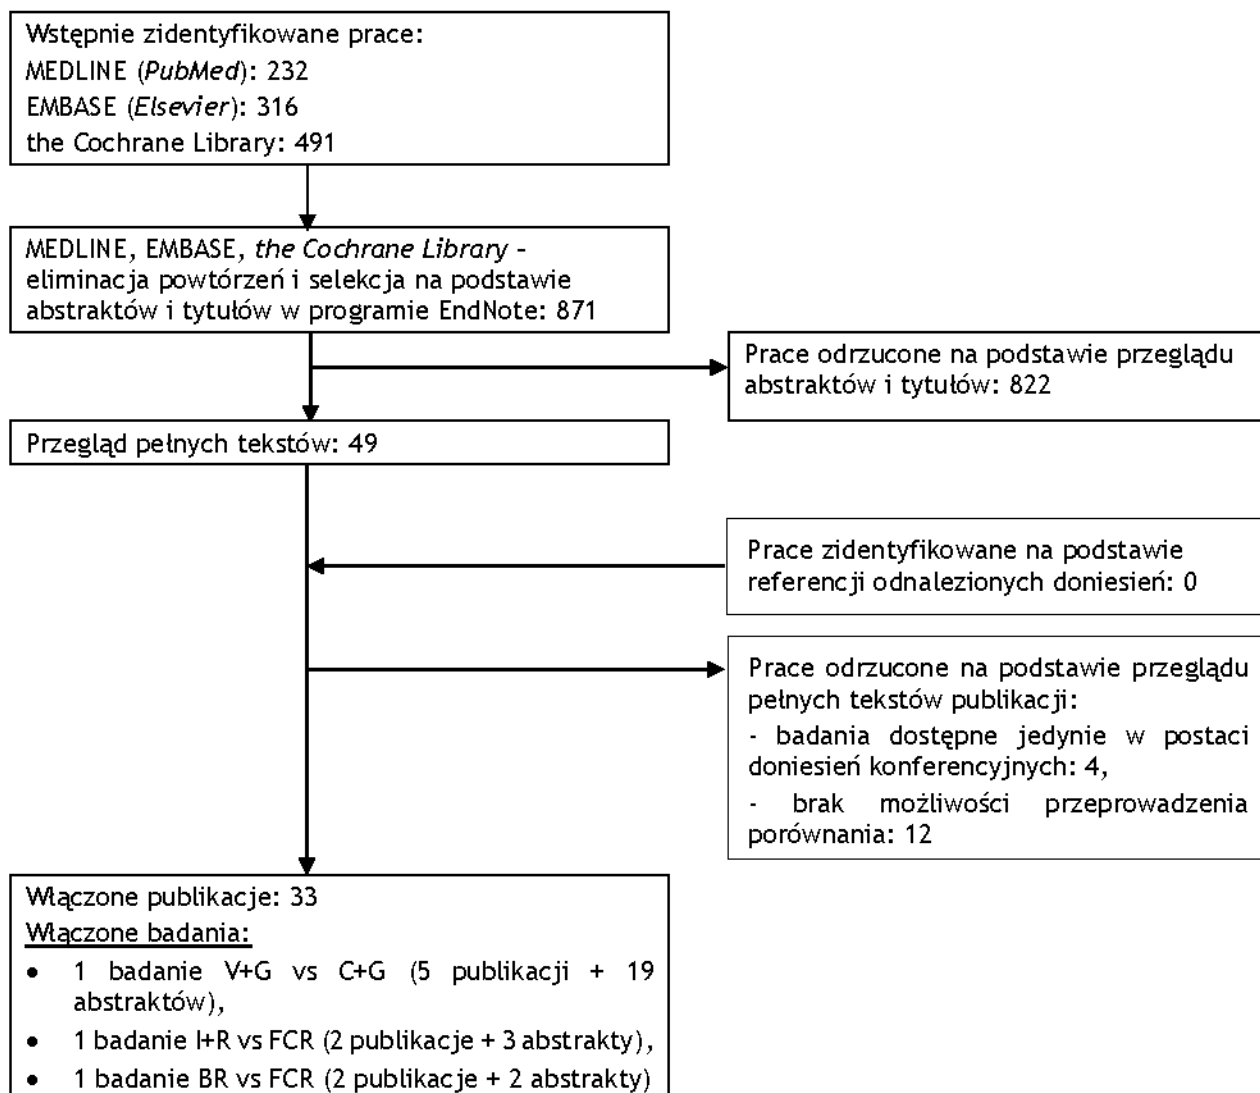 Wstępnie zidentyfikowane prace:
MEDLINE (PubMed): 232
EMBASE (Elsevier): 316
the Cochrane Library: 491
MEDLINE, EMBASE, the Cochrane Library –
eliminacja powtórzeń i selekcja na podstawie
abstraktów i tytułów w programie EndNote: 871
Prace odrzucone na podstawie przeglądu
abstraktów i tytułów: 822
Przegląd pełnych tekstów: 49
Prace zidentyfikowane na podstawie
referencji odnalezionych doniesień: 0
Prace odrzucone na podstawie przeglądu
pełnych tekstów publikacji:
- badania dostępne jedynie w postaci
doniesień konferencyjnych: 4,
- brak możliwości przeprowadzenia
porównania: 12
Włączone publikacje: 33
Włączone badania:
• 1 badanie V+G vs C+G (5 publikacji + 19
abstraktów),
• 1 badanie I+R vs FCR (2 publikacje + 3 abstrakty),
• 1 badanie BR vs FCR (2 publikacje + 2 abstrakty)